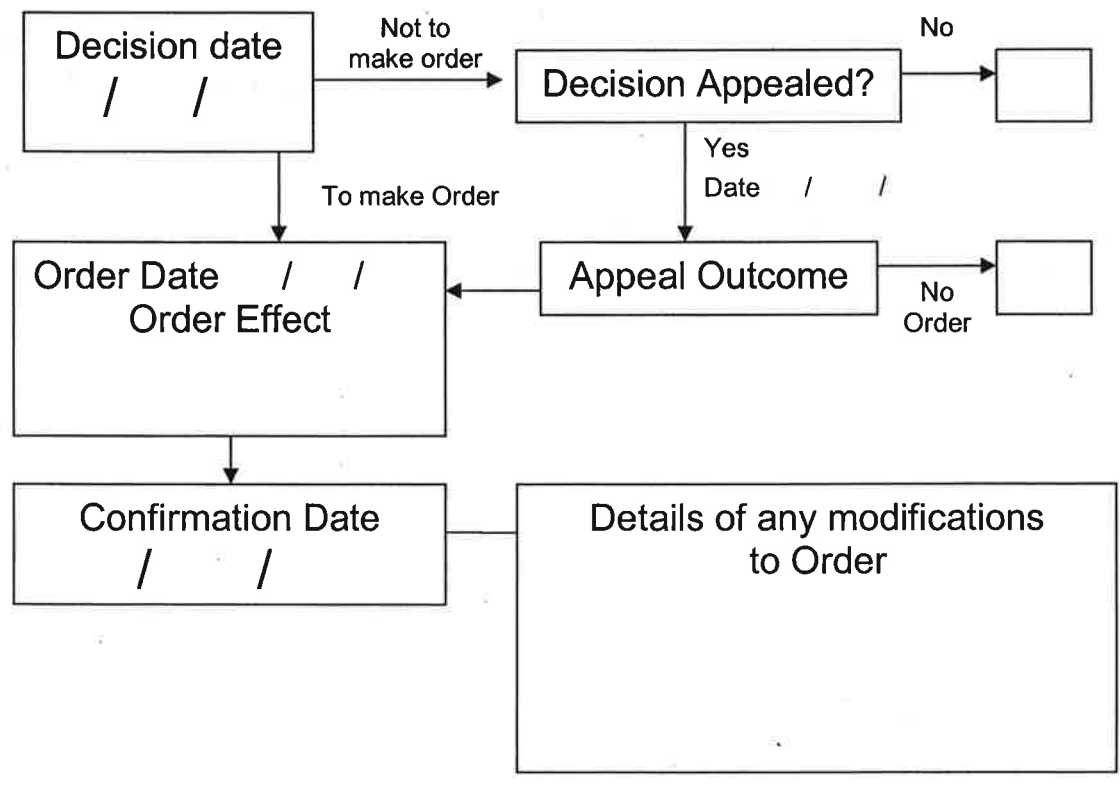 Decision date
/ /
Not to
make order
Decision Appealed?
No
Yes
Date / /
To make Order
Order Date / /
Order Effect
Appeal Outcome
No
Order
Confirmation Date
/ /
Details of any modifications
to Order